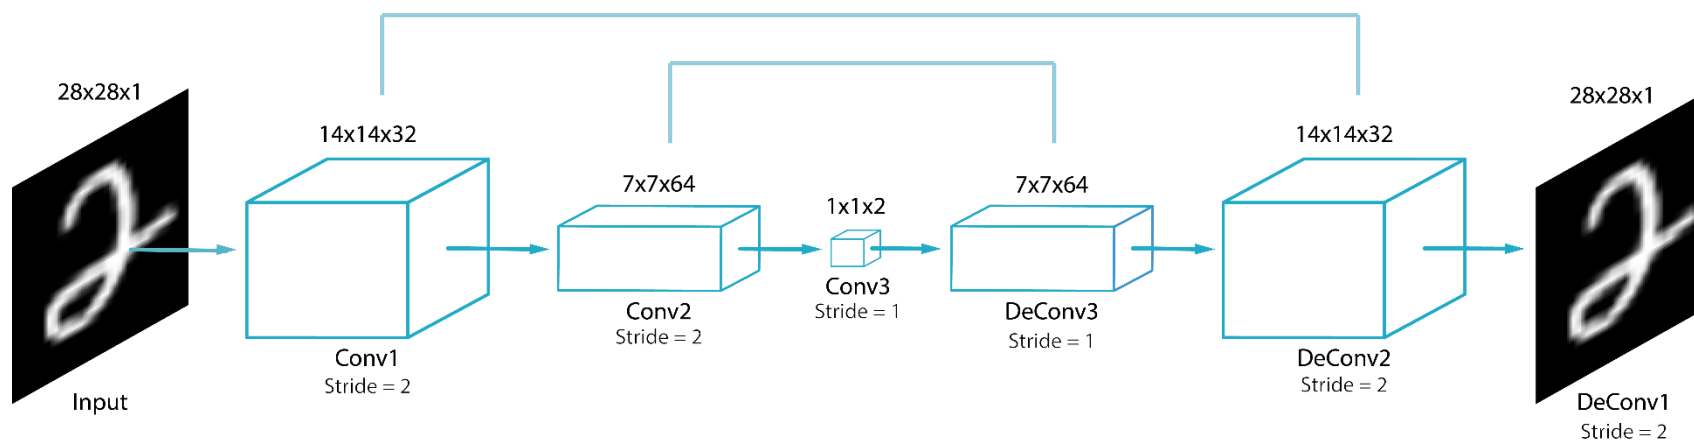 28x28x1
Input
14x14x32
Conv1
Stride = 2
7x7x64
Conv2
Stride = 2
1x1x2
Conv3
Stride = 1
7x7x64
DeConv3
Stride = 1
14x14x32
DeConv2
Stride = 2
28x28x1
DeConv1
Stride = 2